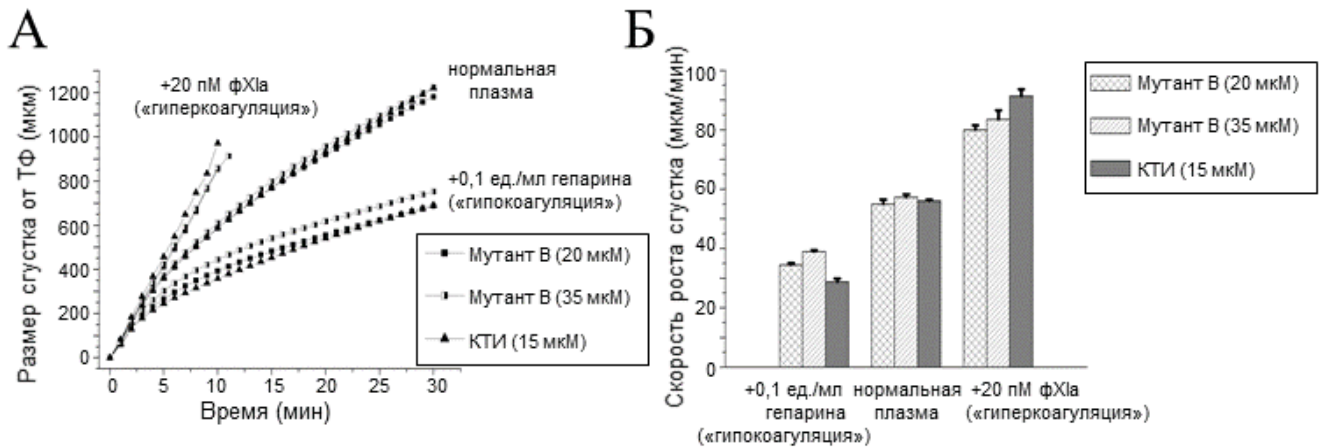 А
Размер сгустка от ТФ (мкм)
1200
1000
800
600
400
200
0
0 5 10 15 20 25 30
Время (мин)
+20 пМ фХIа
(«гиперкоагуляция»)
нормальная
плазма
+0,1 ед./мл гепарина
(«гипокоагуляция»)
Мутант В (20 мкМ)
Мутант В (35 мкМ)
КТИ (15 мкМ)
Б
Скорость роста сгустка (мкм/мин)
100
80
60
40
20
0
+0,1 ед./мл
гепарина
(«гипокоагуляция»)
нормальная
плазма
+20 пМ фХIа
(«гиперкоагуляция»)
Мутант В (20 мкМ)
Мутант В (35 мкМ)
КТИ (15 мкМ)